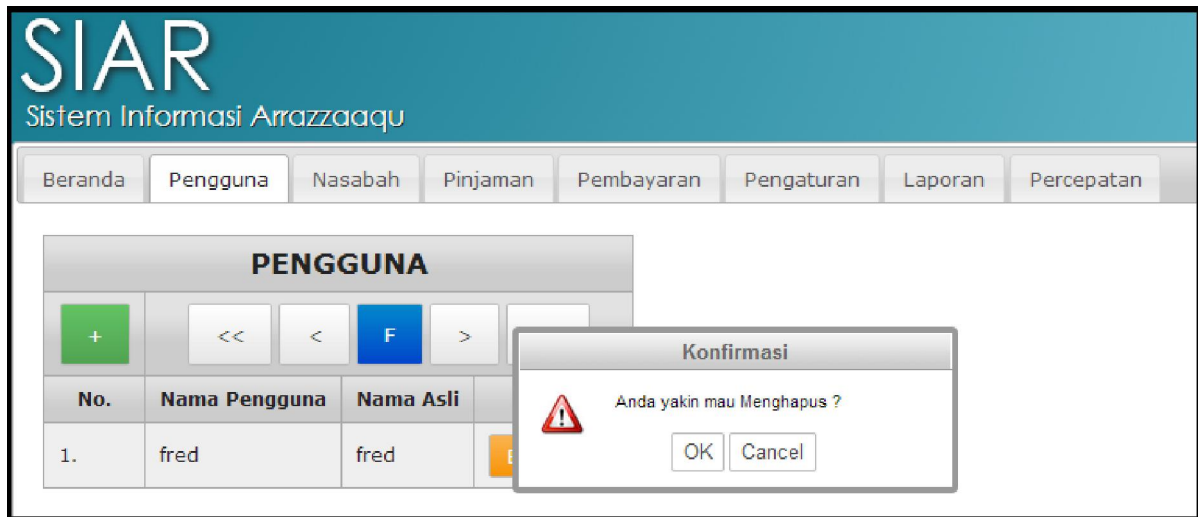 SIAR
Sistem Informasi Arrazzaaqu
Beranda Pengguna Nasabah Pinjaman Pembayaran Pengaturan Laporan Percepatan
PENGGUNA
+ << < F >
No. Nama Pengguna Nama Asli
1. fred fred
Konfirmasi
Anda yakin mau Menghapus ?
OK Cancel